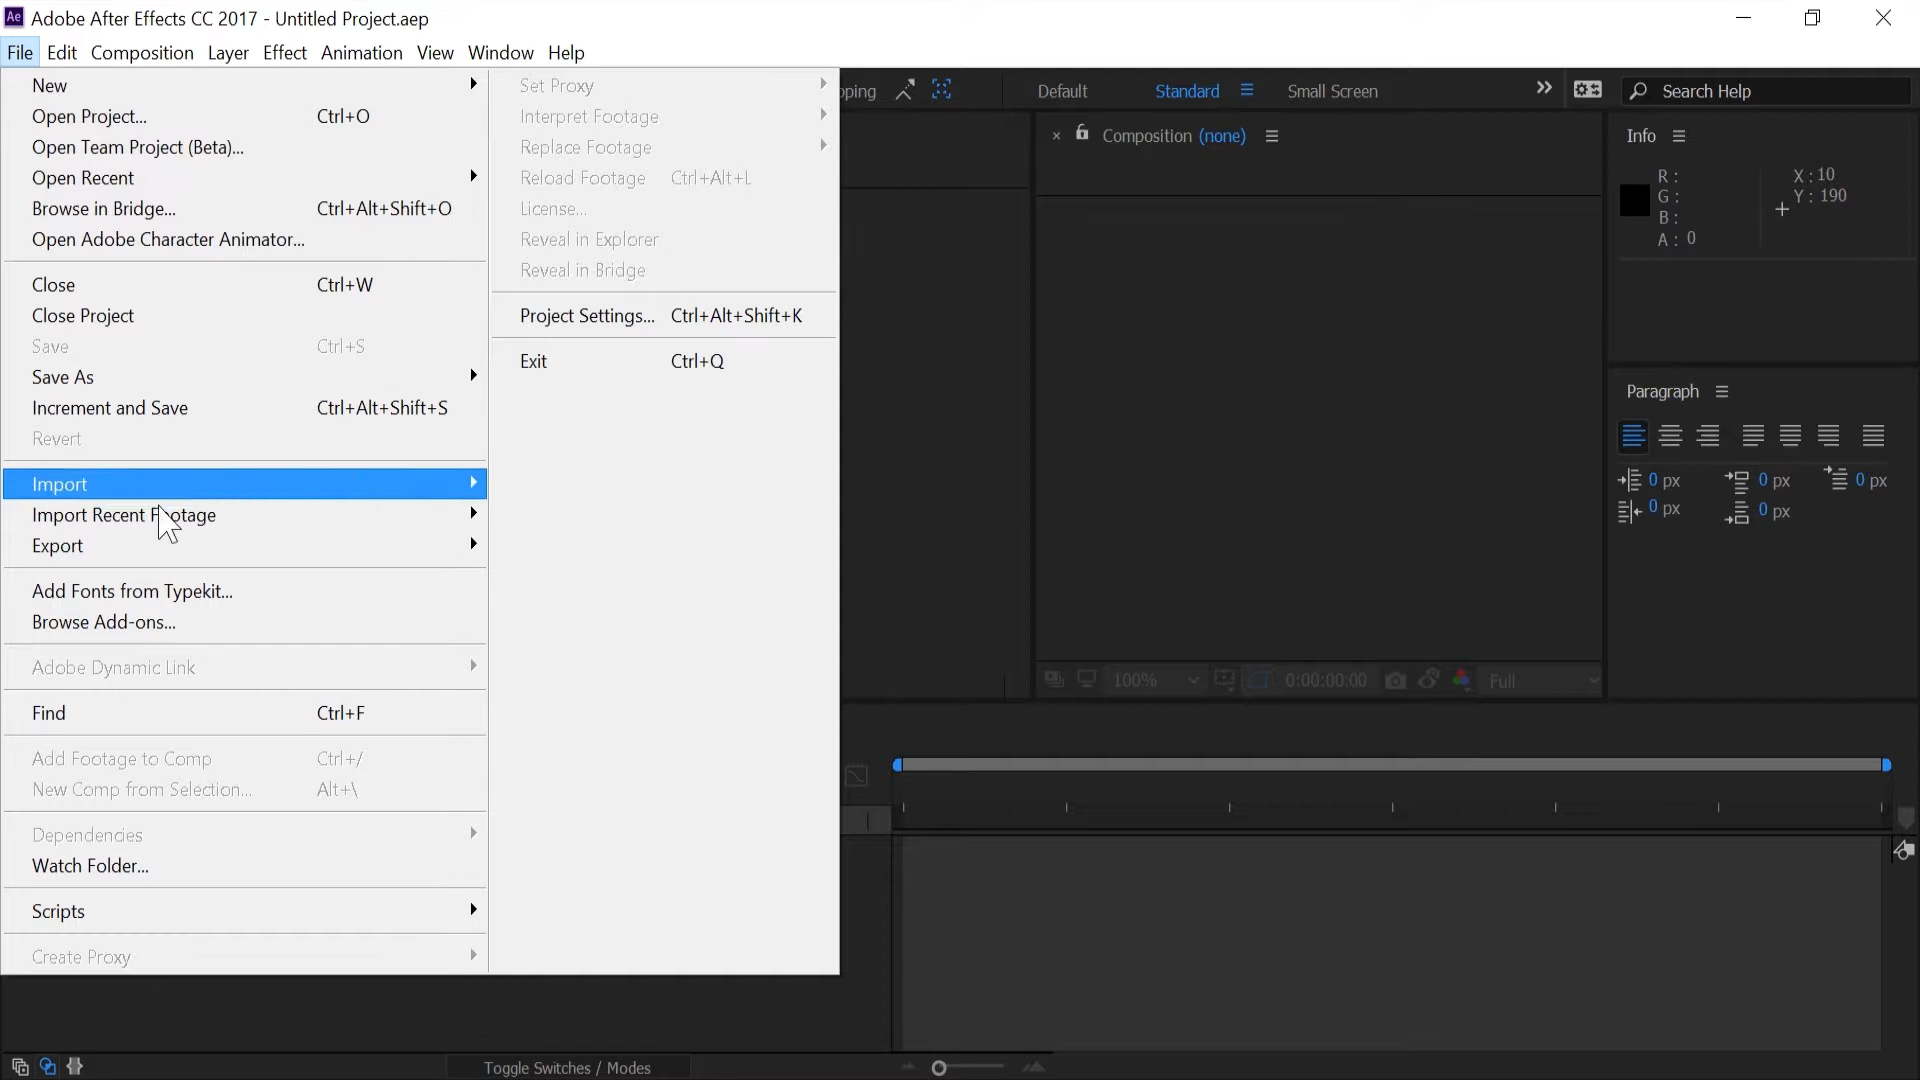 Adobe After Effects CC 2017 - Untitled Project.aep
File Edit Composition Layer Effect Animation View Window Help
New
Open Project... Ctrl+O
Open Team Project (Beta)...
Open Recent
Browse in Bridge... Ctrl+Alt+Shift+O
Open Adobe Character Animator...
Close Ctrl+W
Close Project
Save Ctrl+S
Save As
Increment and Save Ctrl+Alt+Shift+S
Revert
Import
Import Recent Footage
Export
Add Fonts from Typekit...
Browse Add-ons...
Adobe Dynamic Link
Find Ctrl+F
Add Footage to Comp Ctrl+/
New Comp from Selection... Alt+\
Dependencies
Watch Folder...
Scripts
Create Proxy
Set Proxy
Interpret Footage
Replace Footage
Reload Footage Ctrl+Alt+L
License...
Reveal in Explorer
Reveal in Bridge
Project Settings... Ctrl+Alt+Shift+K
Exit Ctrl+Q
Default Standard Small Screen Search Help
Composition (none)
100% 0:00:00:00 Full
Info
R :
G :
B :
A : 0
X : 10
Y : 190
Paragraph
0 px 0 px 0 px
0 px 0 px
Toggle Switches / Modes